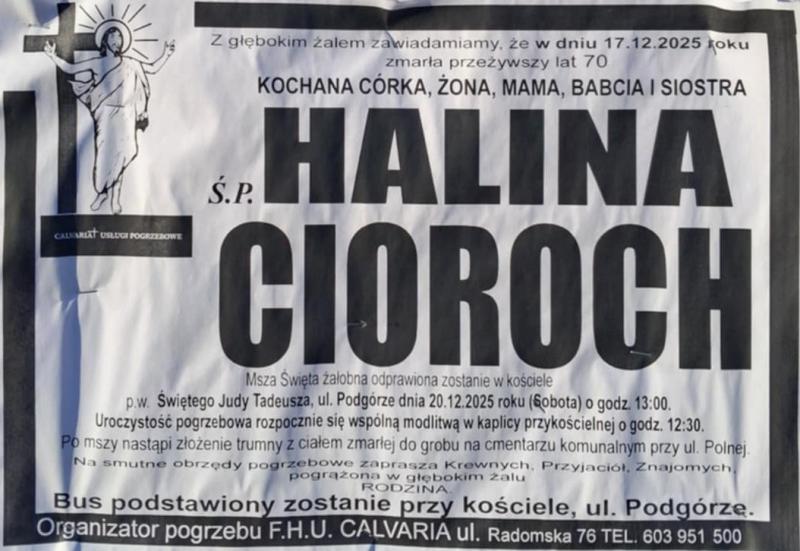 Z głębokim żalem zawiadamiamy, że w dniu 17.12.2025 roku
zmarła przeżywszy lat 70
KOCHANA CÓRKA, ŻONA, MAMA, BABCIA I SIOSTRA
Ś.P. HALINA
CIOROCH
CALVARIA USŁUGI POGRZEBOWE
Msza Święta żałobna odprawiona zostanie w kościele
p.w. Świętego Judy Tadeusza, ul. Podgórze dnia 20.12.2025 roku (Sobota) o godz. 13:00.
Uroczystość pogrzebowa rozpocznie się wspólną modlitwą w kaplicy przykościelnej o godz. 12:30.
Po mszy nastąpi złożenie trumny z ciałem zmarłej do grobu na cmentarzu komunalnym przy ul. Polnej.
Na smutne obrzędy pogrzebowe zaprasza Krewnych, Przyjaciół, Znajomych,
pogrążona w głębokim żalu
RODZINA.
Bus podstawiony zostanie przy kościele, ul. Podgórze.
Organizator pogrzebu F.H.U. CALVARIA ul. Radomska 76 TEL. 603 951 500